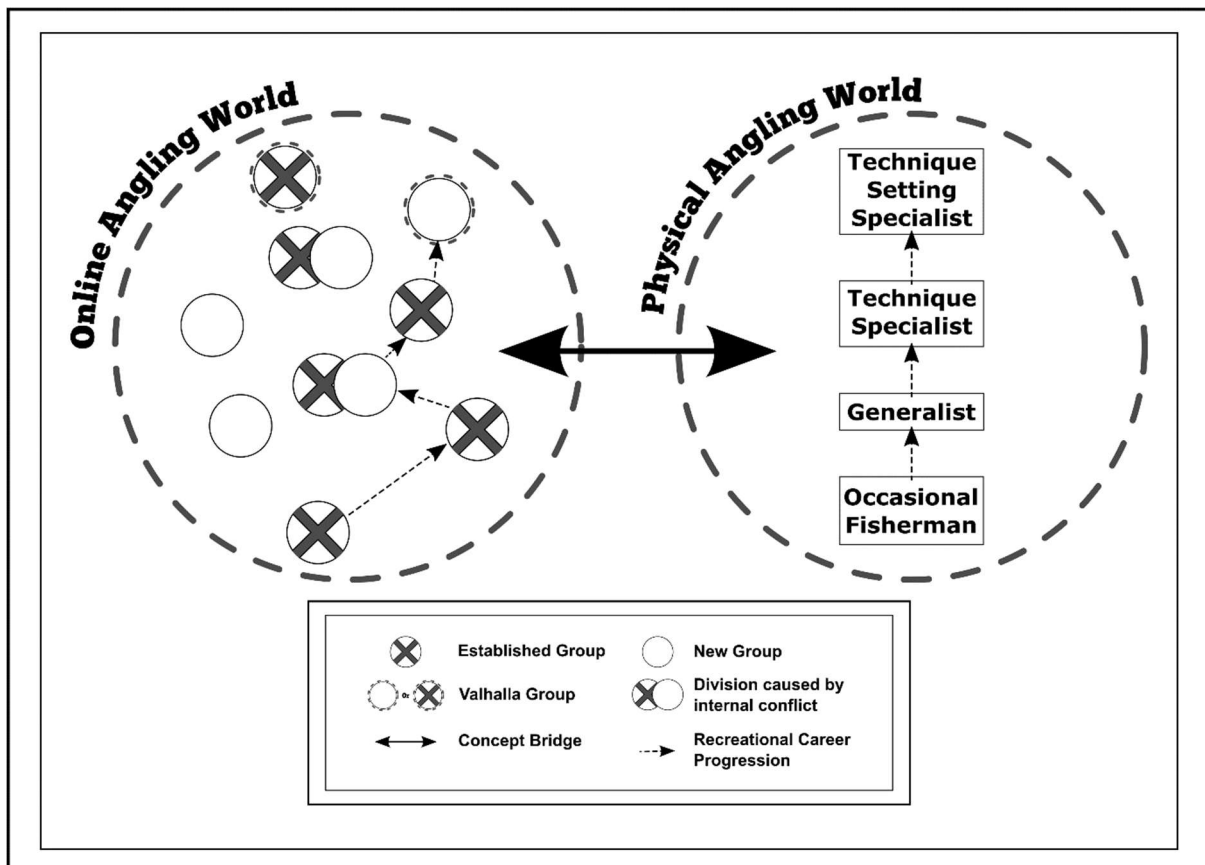 Online Angling World
Physical Angling World
Technique
Setting
Specialist
Technique
Specialist
Generalist
Occasional
Fisherman
Established Group
New Group
Or
Valhalla Group
Division caused by
internal conflict
Concept Bridge
Recreational Career
Progression